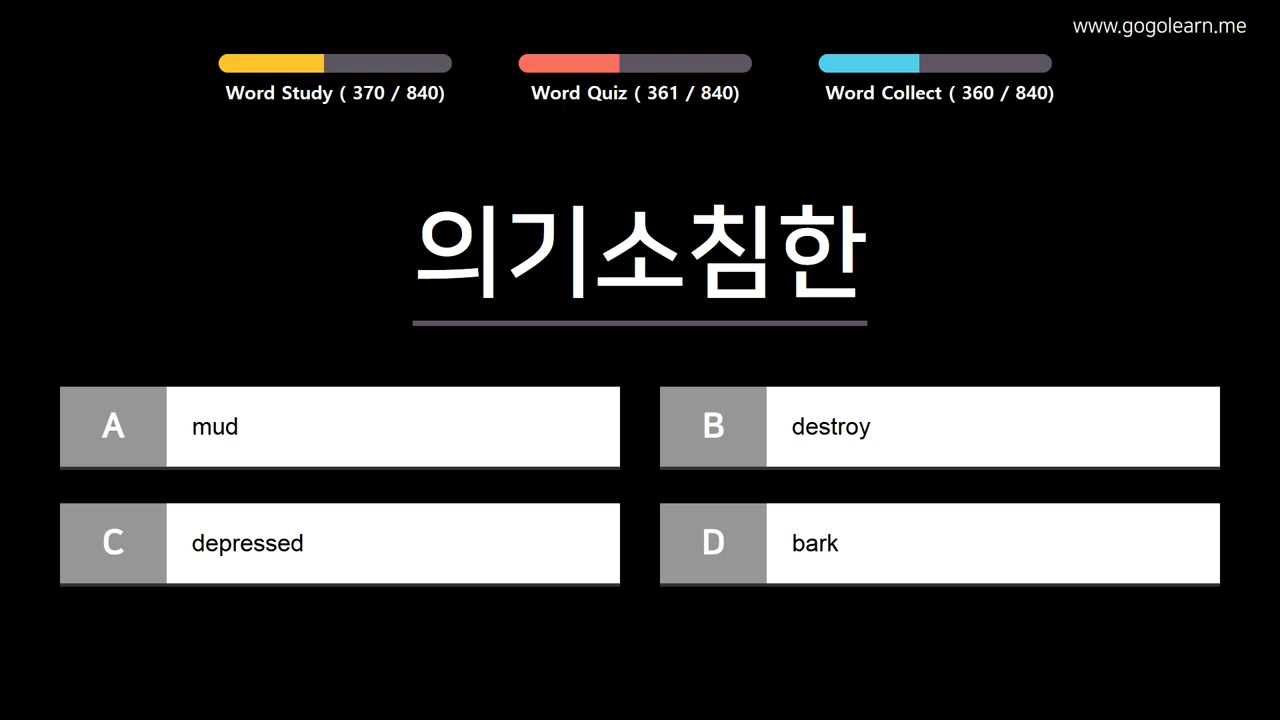 www.gogolearn.me
Word Study ( 370 / 840)
Word Quiz ( 361 / 840)
Word Collect ( 360 / 840)
의기소침한
A mud
B destroy
C depressed
D bark